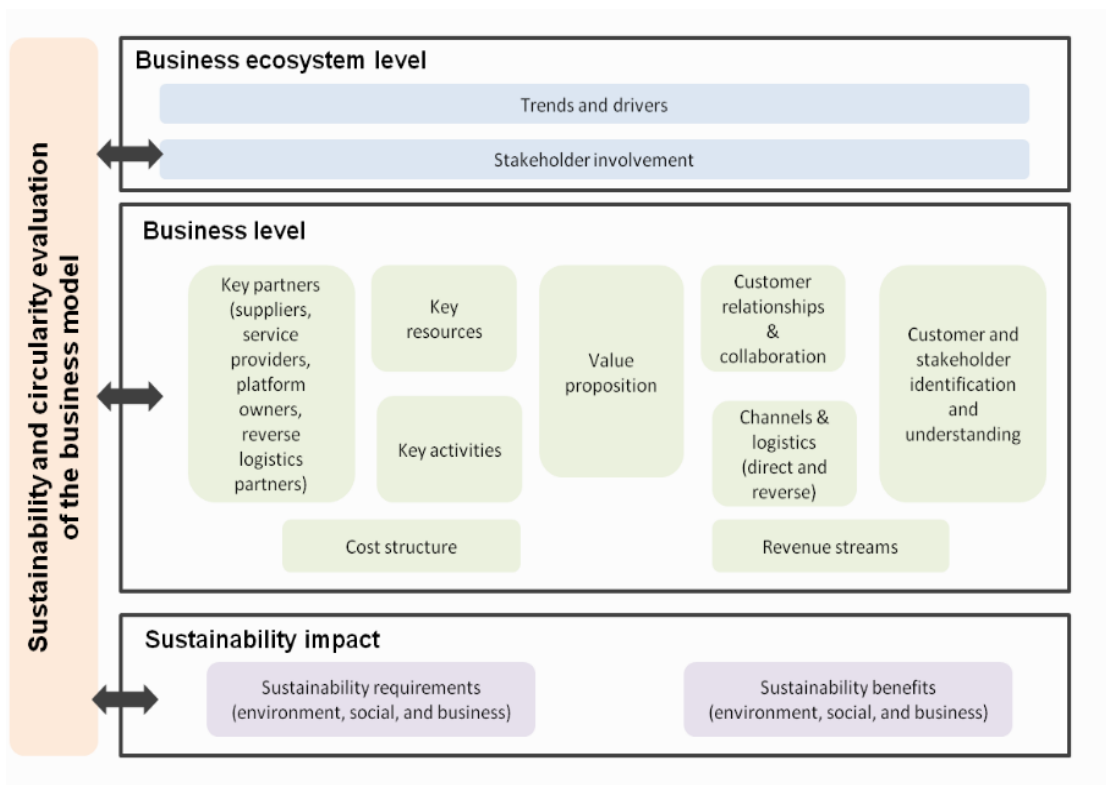 Sustainability and circularity evaluation
of the business model
Business ecosystem level
Trends and drivers
Stakeholder involvement
Business level
Key partners
(suppliers,
service
providers,
platform
owners,
reverse
logistics
partners)
Key
resources
Key activities
Value
proposition
Customer
relationships
&
collaboration
Channels &
logistics
(direct and
reverse)
Customer and
stakeholder
identification
and
understanding
Cost structure
Revenue streams
Sustainability impact
Sustainability requirements
(environment, social, and business)
Sustainability benefits
(environment, social, and business)